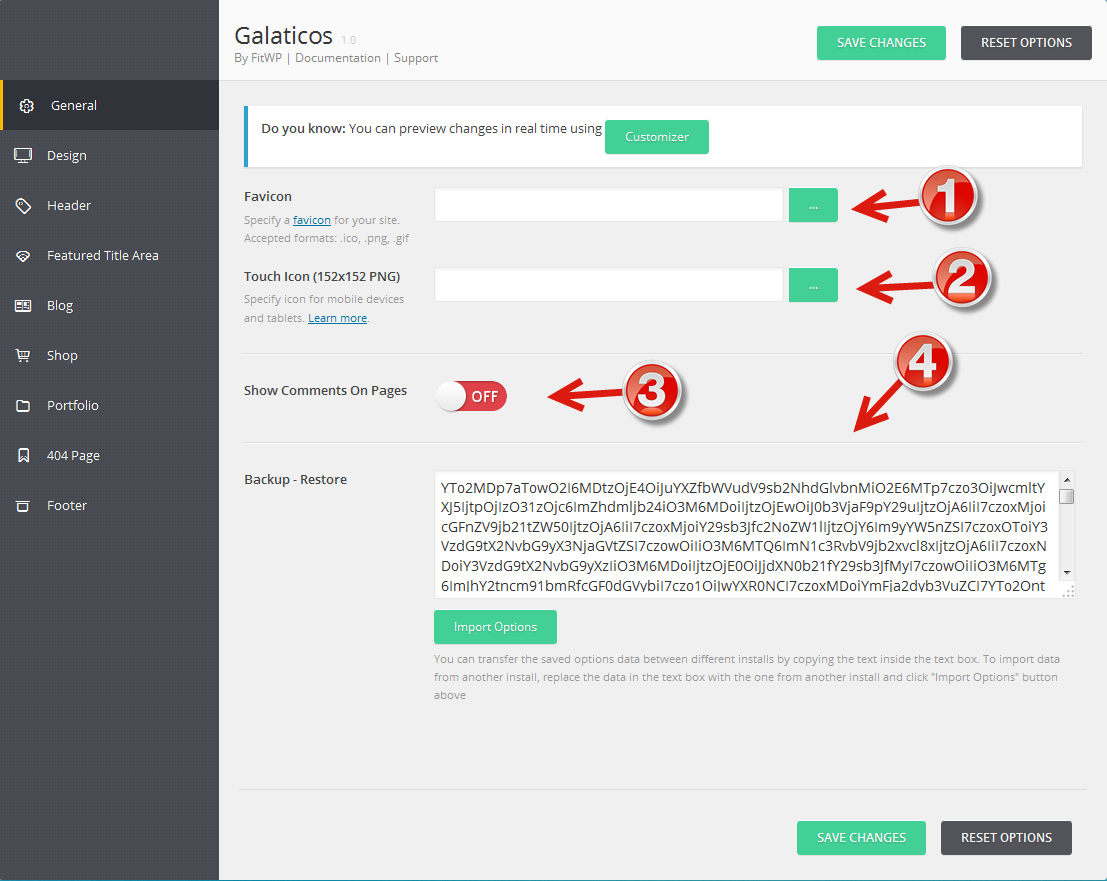 Galaticos 1.0
By FitWP | Documentation | Support
SAVE CHANGES
RESET OPTIONS
General
Design
Header
Featured Title Area
Blog
Shop
Portfolio
404 Page
Footer
Do you know: You can preview changes in real time using Customizer
Favicon
Specify a favicon for your site.
Accepted formats: .ico, .png, .gif
...
1
Touch Icon (152x152 PNG)
Specify icon for mobile devices
and tablets. Learn more.
...
2
Show Comments On Pages
OFF
3
4
Backup - Restore
Import Options
You can transfer the saved options data between different installs by copying the text inside the text box. To import data
from another install, replace the data in the text box with the one from another install and click "Import Options" button
above
SAVE CHANGES
RESET OPTIONS